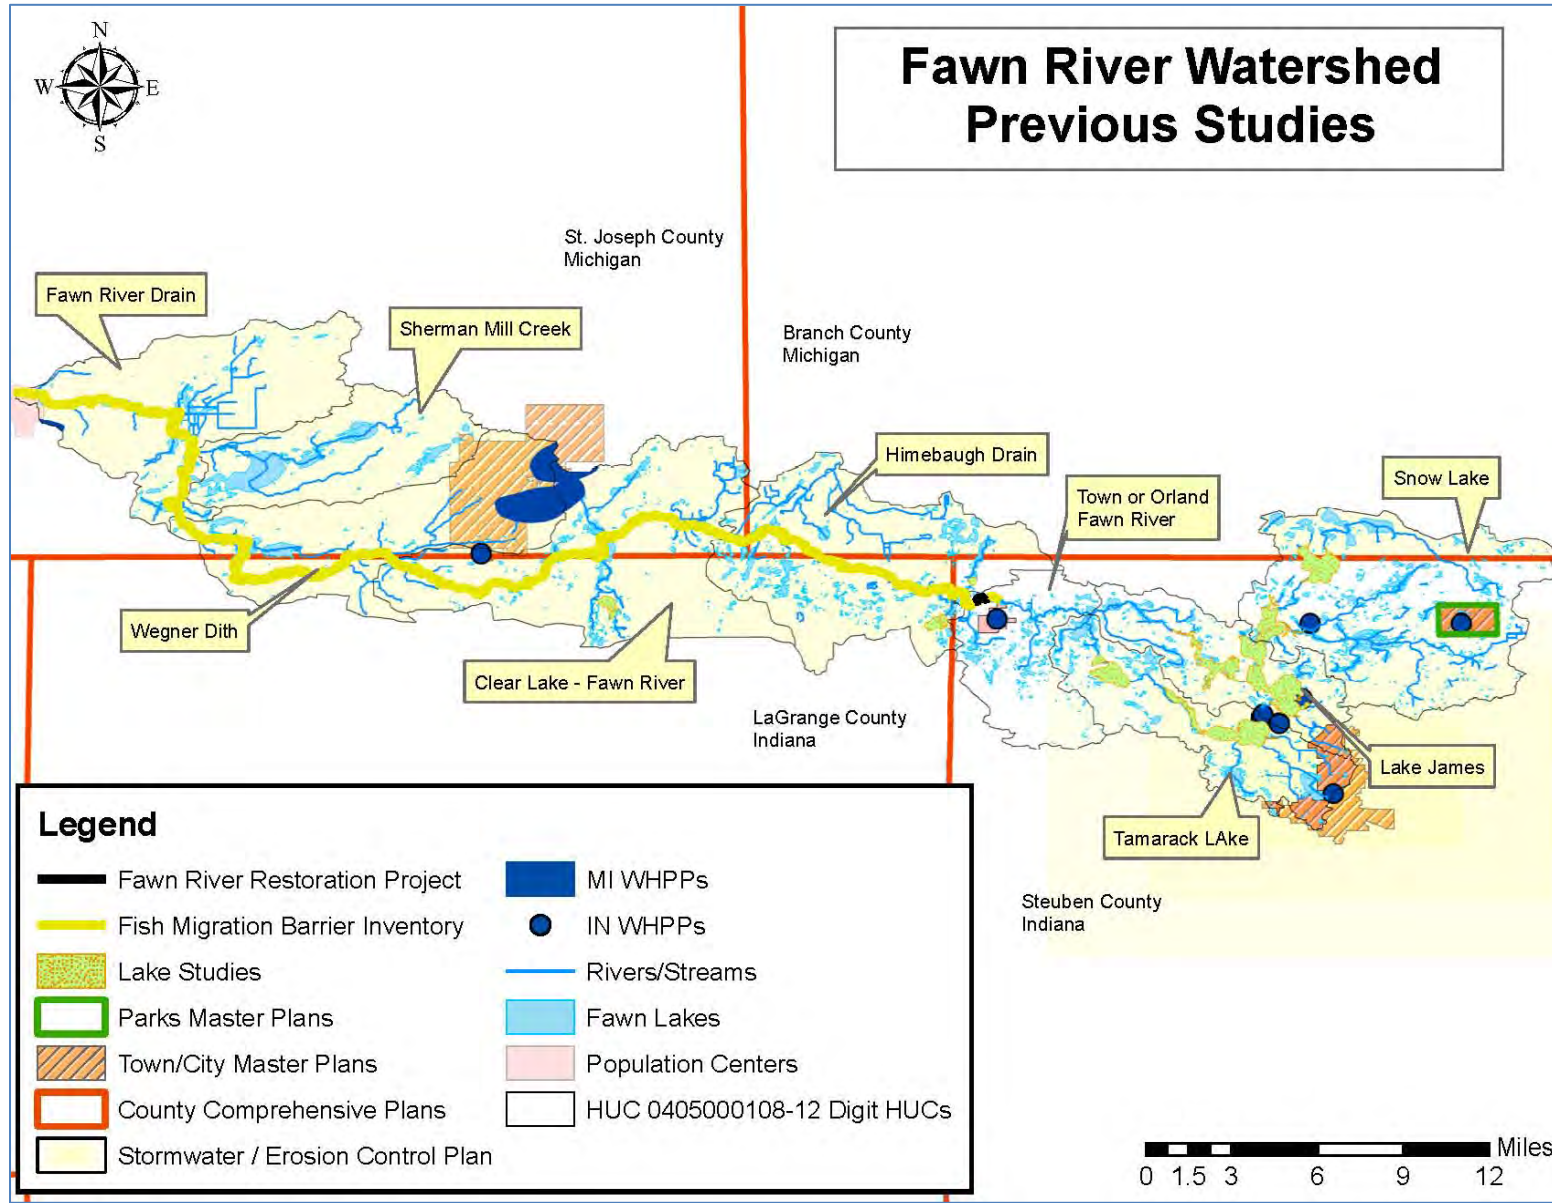 Fawn River Watershed
Previous Studies
N
W
E
S
St. Joseph County
Michigan
Fawn River Drain
Sherman Mill Creek
Branch County
Michigan
Himebaugh Drain
Town or Orland
Fawn River
Snow Lake
Wegner Dith
Clear Lake - Fawn River
LaGrange County
Indiana
Lake James
Tamarack LAke
Steuben County
Indiana
Legend
Fawn River Restoration Project
Fish Migration Barrier Inventory
Lake Studies
Parks Master Plans
Town/City Master Plans
County Comprehensive Plans
Stormwater / Erosion Control Plan
MI WHPPs
IN WHPPs
Rivers/Streams
Fawn Lakes
Population Centers
HUC 0405000108-12 Digit HUCs
Miles
0 1.5 3 6 9 12